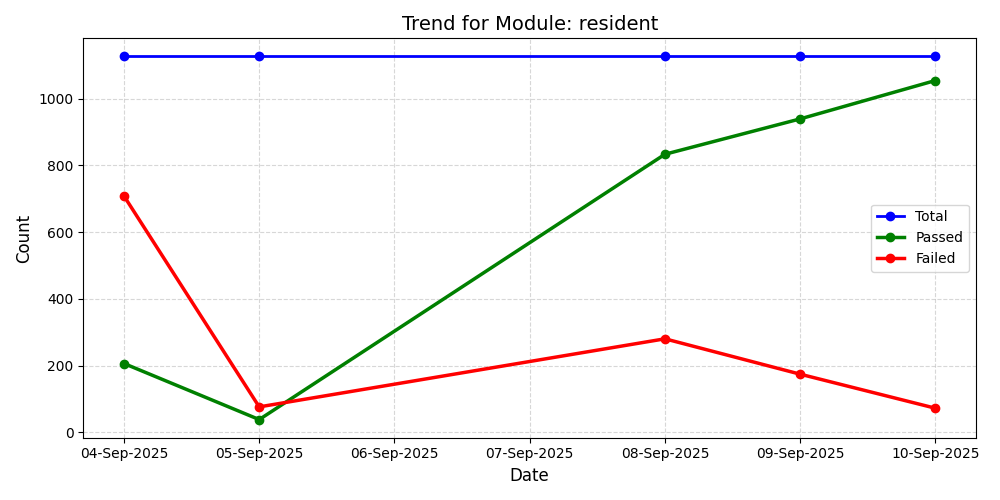 Trend for Module: resident
Count
1000
800
600
400
200
0
Total
Passed
Failed
04-Sep-2025 05-Sep-2025 06-Sep-2025 07-Sep-2025 08-Sep-2025 09-Sep-2025 10-Sep-2025
Date